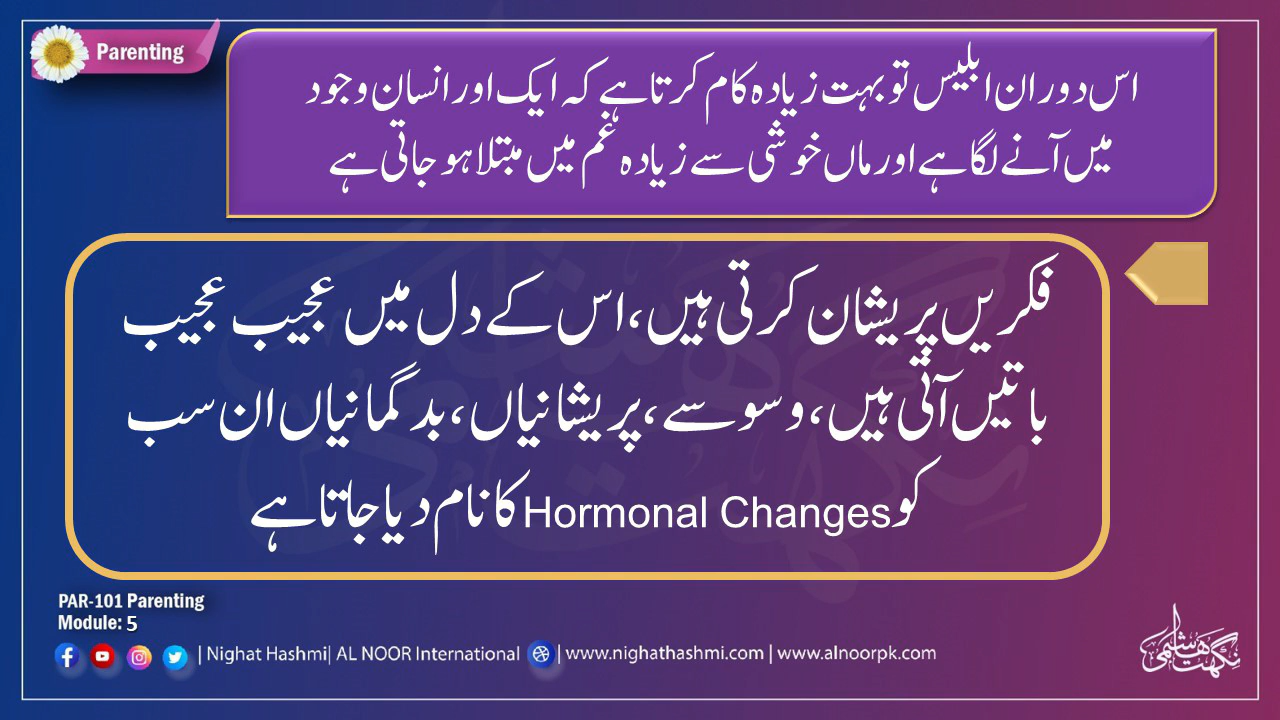 Parenting
اس دوران ابلیس تو بہت زیادہ کام کرتا ہے کہ ایک اور انسان وجود
میں آنے لگا ہے اور ماں خوشی سے زیادہ غم میں مبتلا ہو جاتی ہے
فکریں پریشان کرتی ہیں، اس کے دل میں عجیب عجیب
باتیں آتی ہیں، وسوسے، پریشانیاں، بدگمانیاں ان سب
کو Hormonal Changes کا نام دیا جاتا ہے
PAR-101 Parenting
Module: 5
| Nighat Hashmi| AL NOOR International | www.nighathashmi.com | www.alnoorpk.com
نگہت ہاشمی